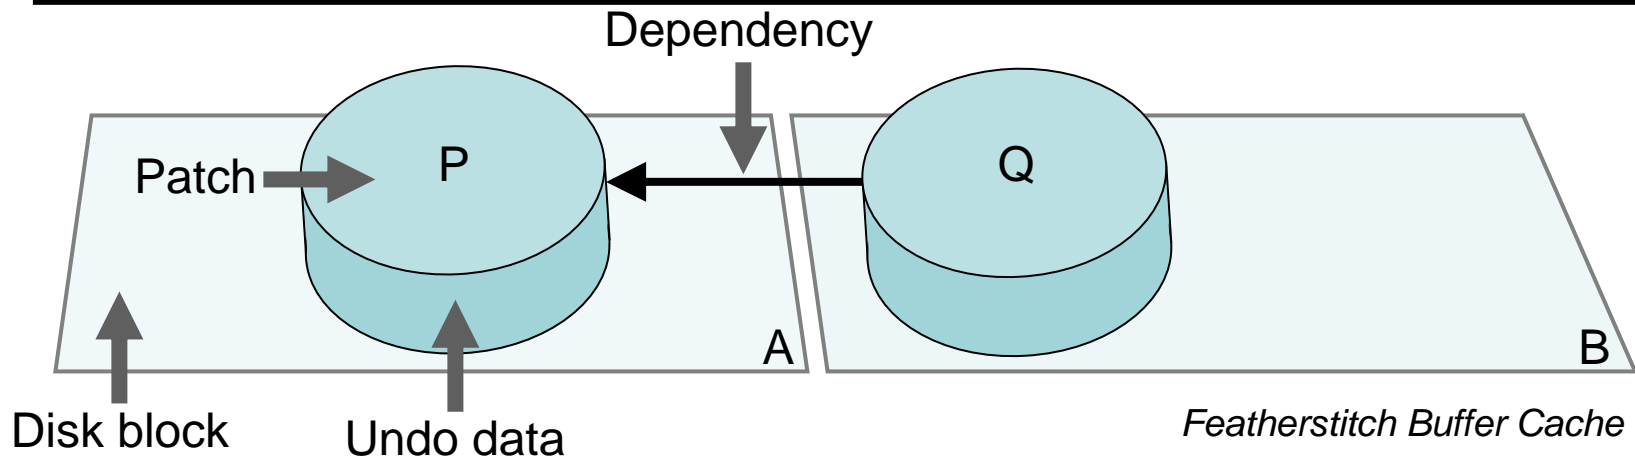 Dependency
P
Q
Patch
A
B
Disk block
Undo data
Featherstitch Buffer Cache